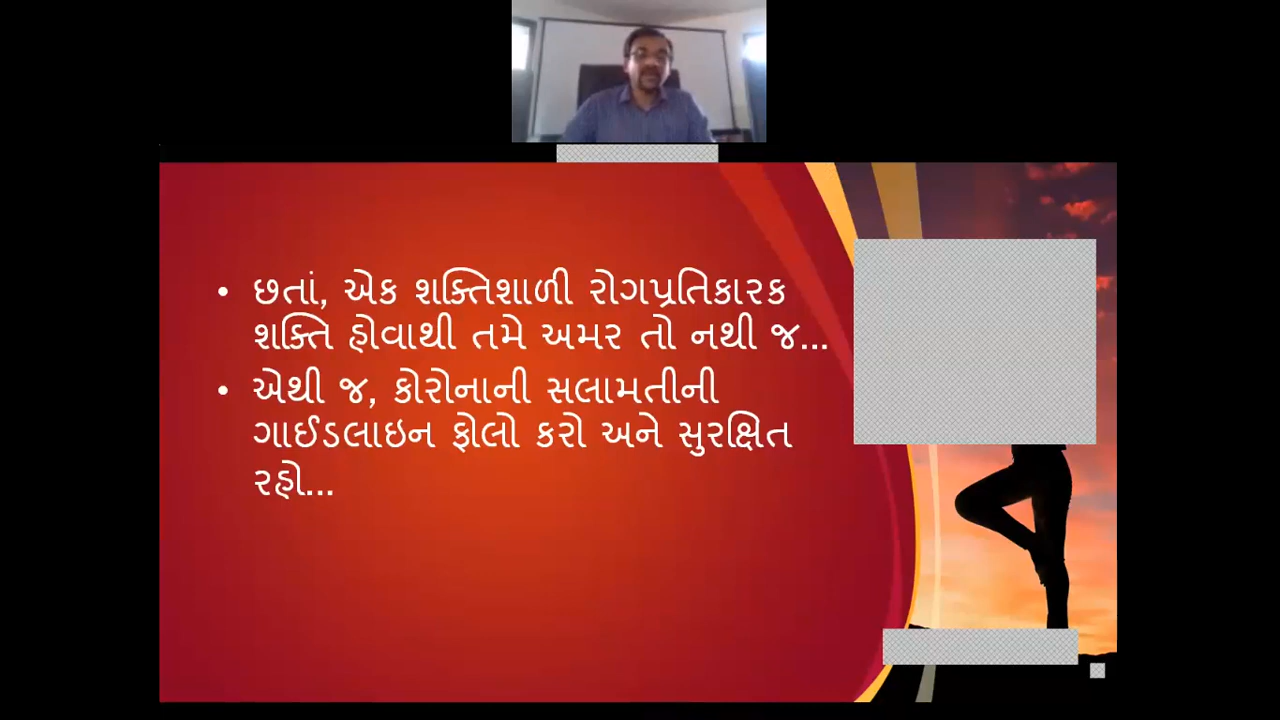 • છતાં, એક શક્તિશાળી રોગપ્રતિકારક
શક્તિ હોવાથી તમે અમર તો નથી જ...
• એથી જ, કોરોનાની સલામતીની
ગાઈડલાઇન ફોલો કરો અને સુરક્ષિત
રહો...